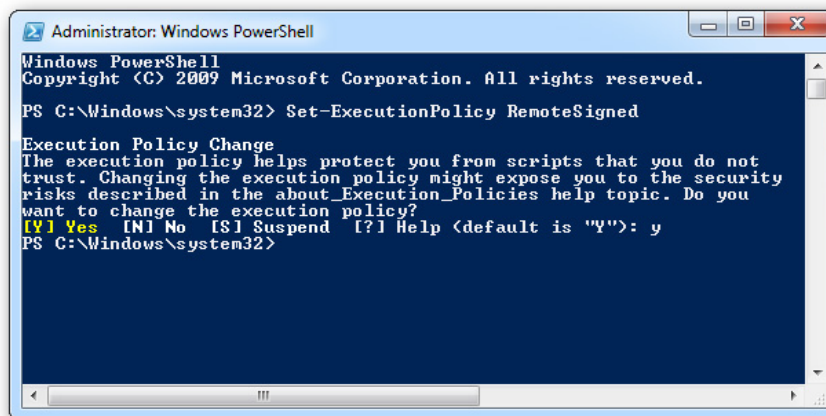 Administrator: Windows PowerShell
Windows PowerShell
Copyright (C) 2009 Microsoft Corporation. All rights reserved.
PS C:\Windows\system32> Set-ExecutionPolicy RemoteSigned
Execution Policy Change
The execution policy helps protect you from scripts that you do not
trust. Changing the execution policy might expose you to the security
risks described in the about_Execution_Policies help topic. Do you
want to change the execution policy?
[Y] Yes  [N] No  [S] Suspend  [?] Help (default is "Y"): y
PS C:\Windows\system32>